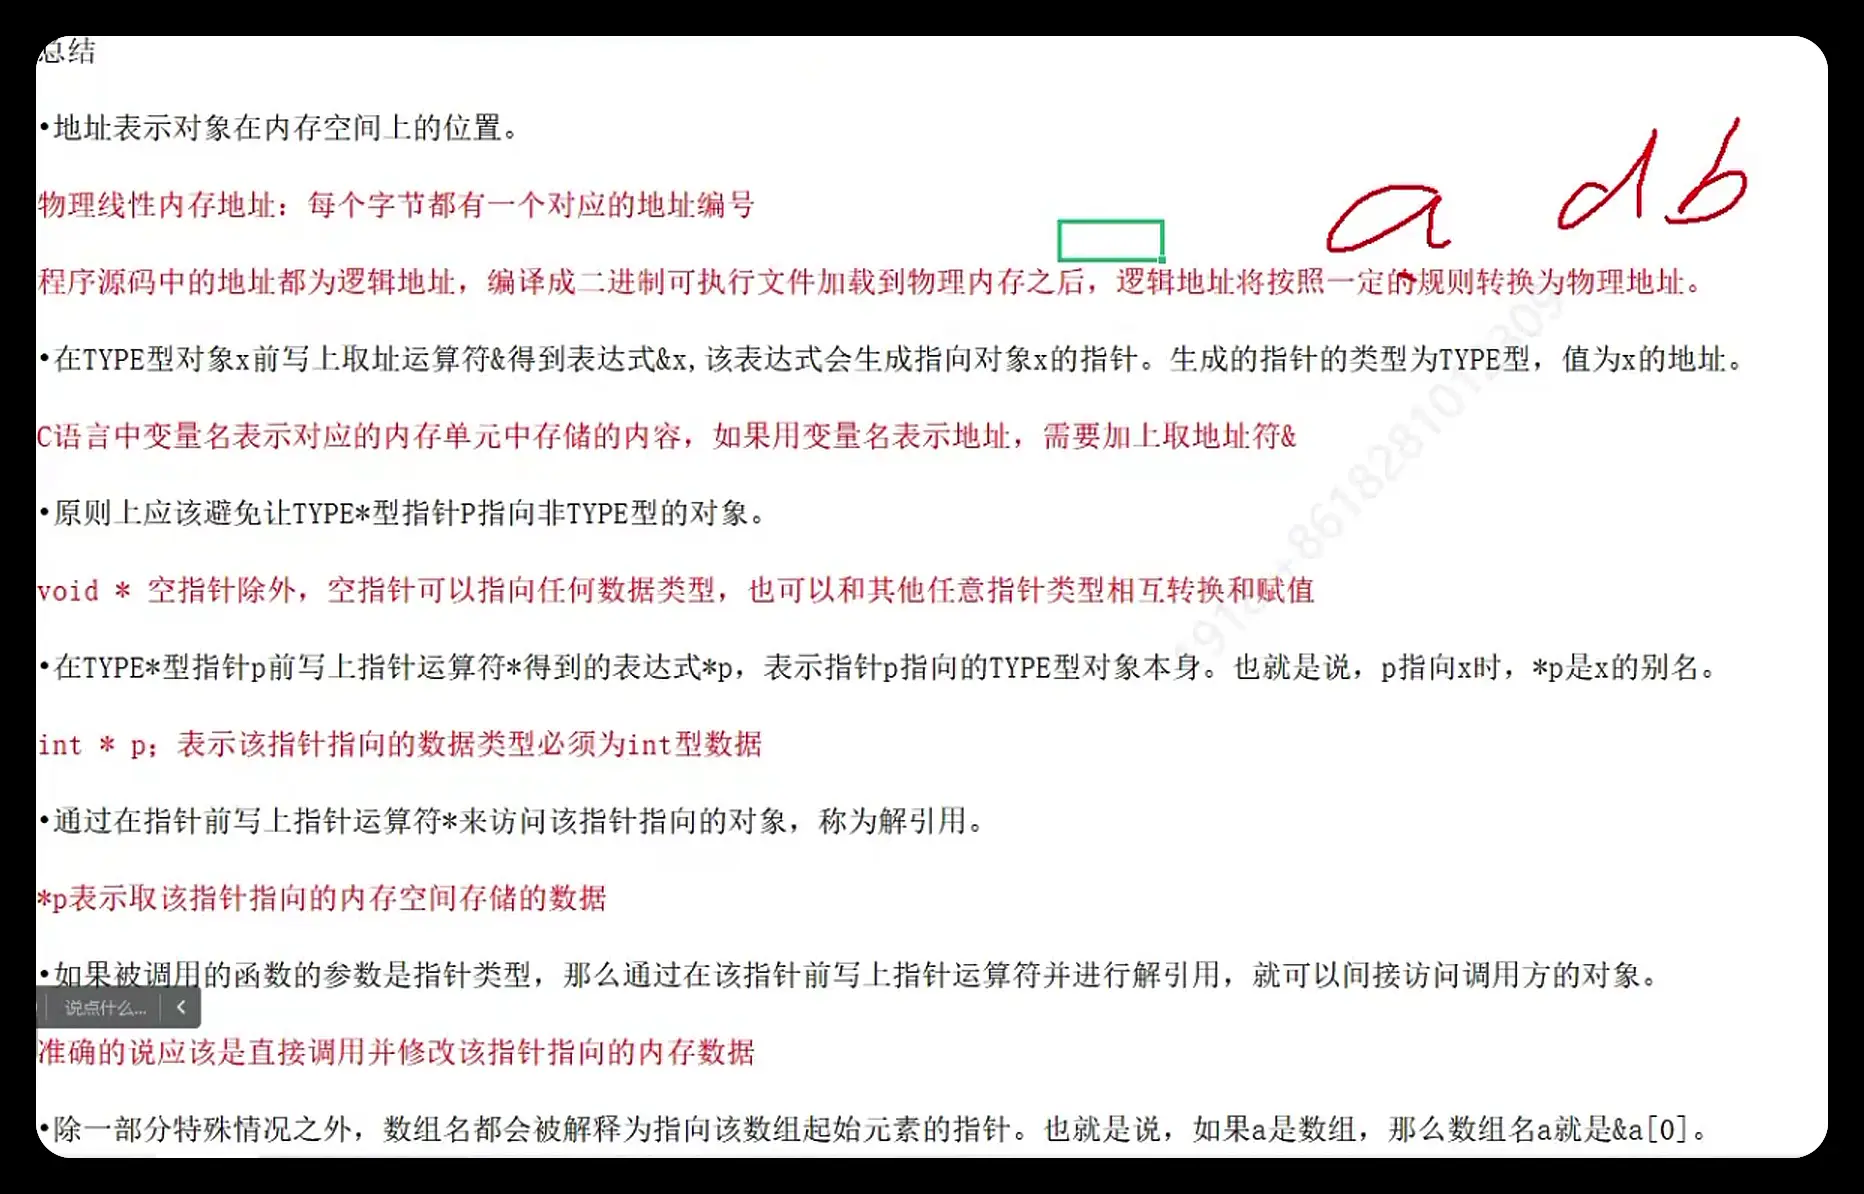 总结
•地址表示对象在内存空间上的位置。
物理线性内存地址：每个字节都有一个对应的地址编号
a db
程序源码中的地址都为逻辑地址，编译成二进制可执行文件加载到物理内存之后，逻辑地址将按照一定的规则转换为物理地址。
•在TYPE型对象x前写上取址运算符&得到表达式&x,该表达式会生成指向对象x的指针。生成的指针的类型为TYPE型，值为x的地址。
C语言中变量名表示对应的内存单元中存储的内容，如果用变量名表示地址，需要加上取地址符&
•原则上应该避免让TYPE*型指针P指向非TYPE型的对象。
void * 空指针除外，空指针可以指向任何数据类型，也可以和其他任意指针类型相互转换和赋值
•在TYPE*型指针p前写上指针运算符*得到的表达式*p，表示指针p指向的TYPE型对象本身。也就是说，p指向x时，*p是x的别名。
int * p；表示该指针指向的数据类型必须为int型数据
•通过在指针前写上指针运算符*来访问该指针指向的对象，称为解引用。
*p表示取该指针指向的内存空间存储的数据
•如果被调用的函数的参数是指针类型，那么通过在该指针前写上指针运算符并进行解引用，就可以间接访问调用方的对象。
说点什么...
准确的说应该是直接调用并修改该指针指向的内存数据
•除一部分特殊情况之外，数组名都会被解释为指向该数组起始元素的指针。也就是说，如果a是数组，那么数组名a就是&a[0]。